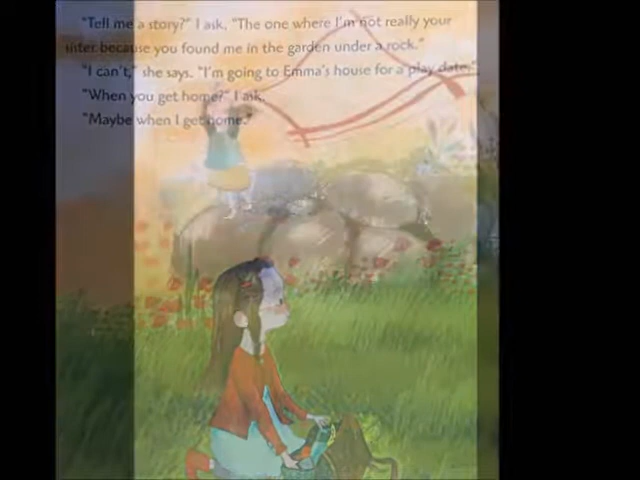 "Tell me a story?" I ask, "The one where I'm not really your
sister because you found me in the garden under a rock."
"I can't," she says. "I'm going to Emma's house for a play date."
"When you get home?" I ask.
"Maybe when I get home."